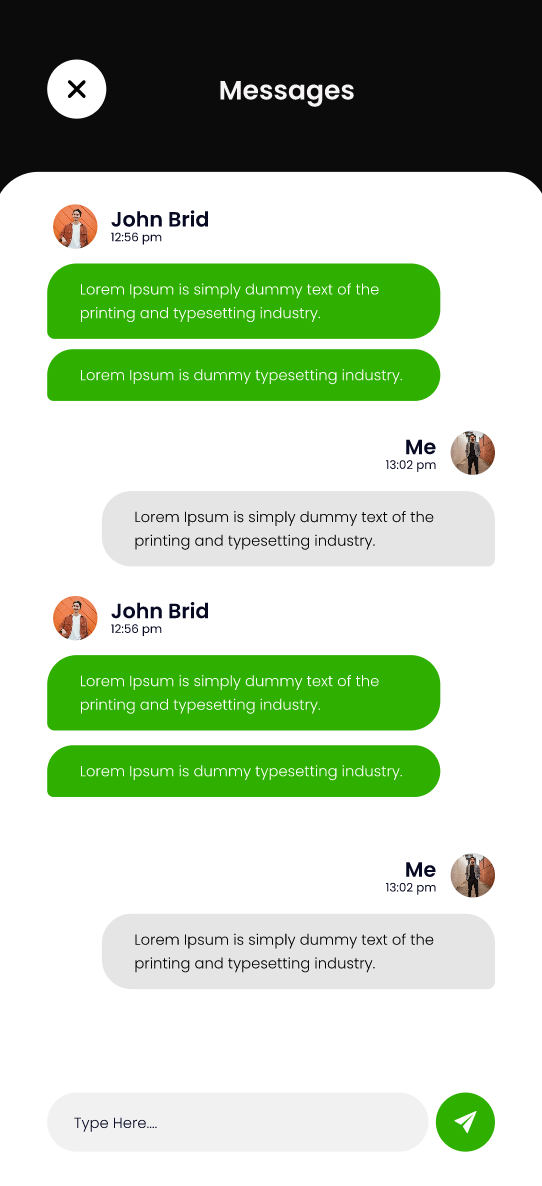 Messages
John Brid
12:56 pm
Lorem Ipsum is simply dummy text of the
printing and typesetting industry.
Lorem Ipsum is dummy typesetting industry.
Me
13:02 pm
Lorem Ipsum is simply dummy text of the
printing and typesetting industry.
John Brid
12:56 pm
Lorem Ipsum is simply dummy text of the
printing and typesetting industry.
Lorem Ipsum is dummy typesetting industry.
Me
13:02 pm
Lorem Ipsum is simply dummy text of the
printing and typesetting industry.
Type Here....